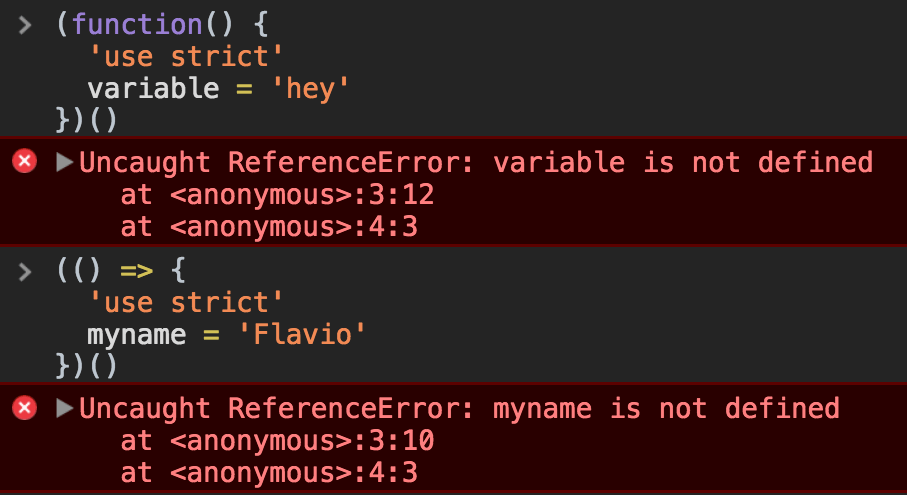 (function() {
'use strict'
variable = 'hey'
})()
Uncaught ReferenceError: variable is not defined
at <anonymous>:3:12
at <anonymous>:4:3
(() => {
'use strict'
myname = 'Flavio'
})()
Uncaught ReferenceError: myname is not defined
at <anonymous>:3:10
at <anonymous>:4:3